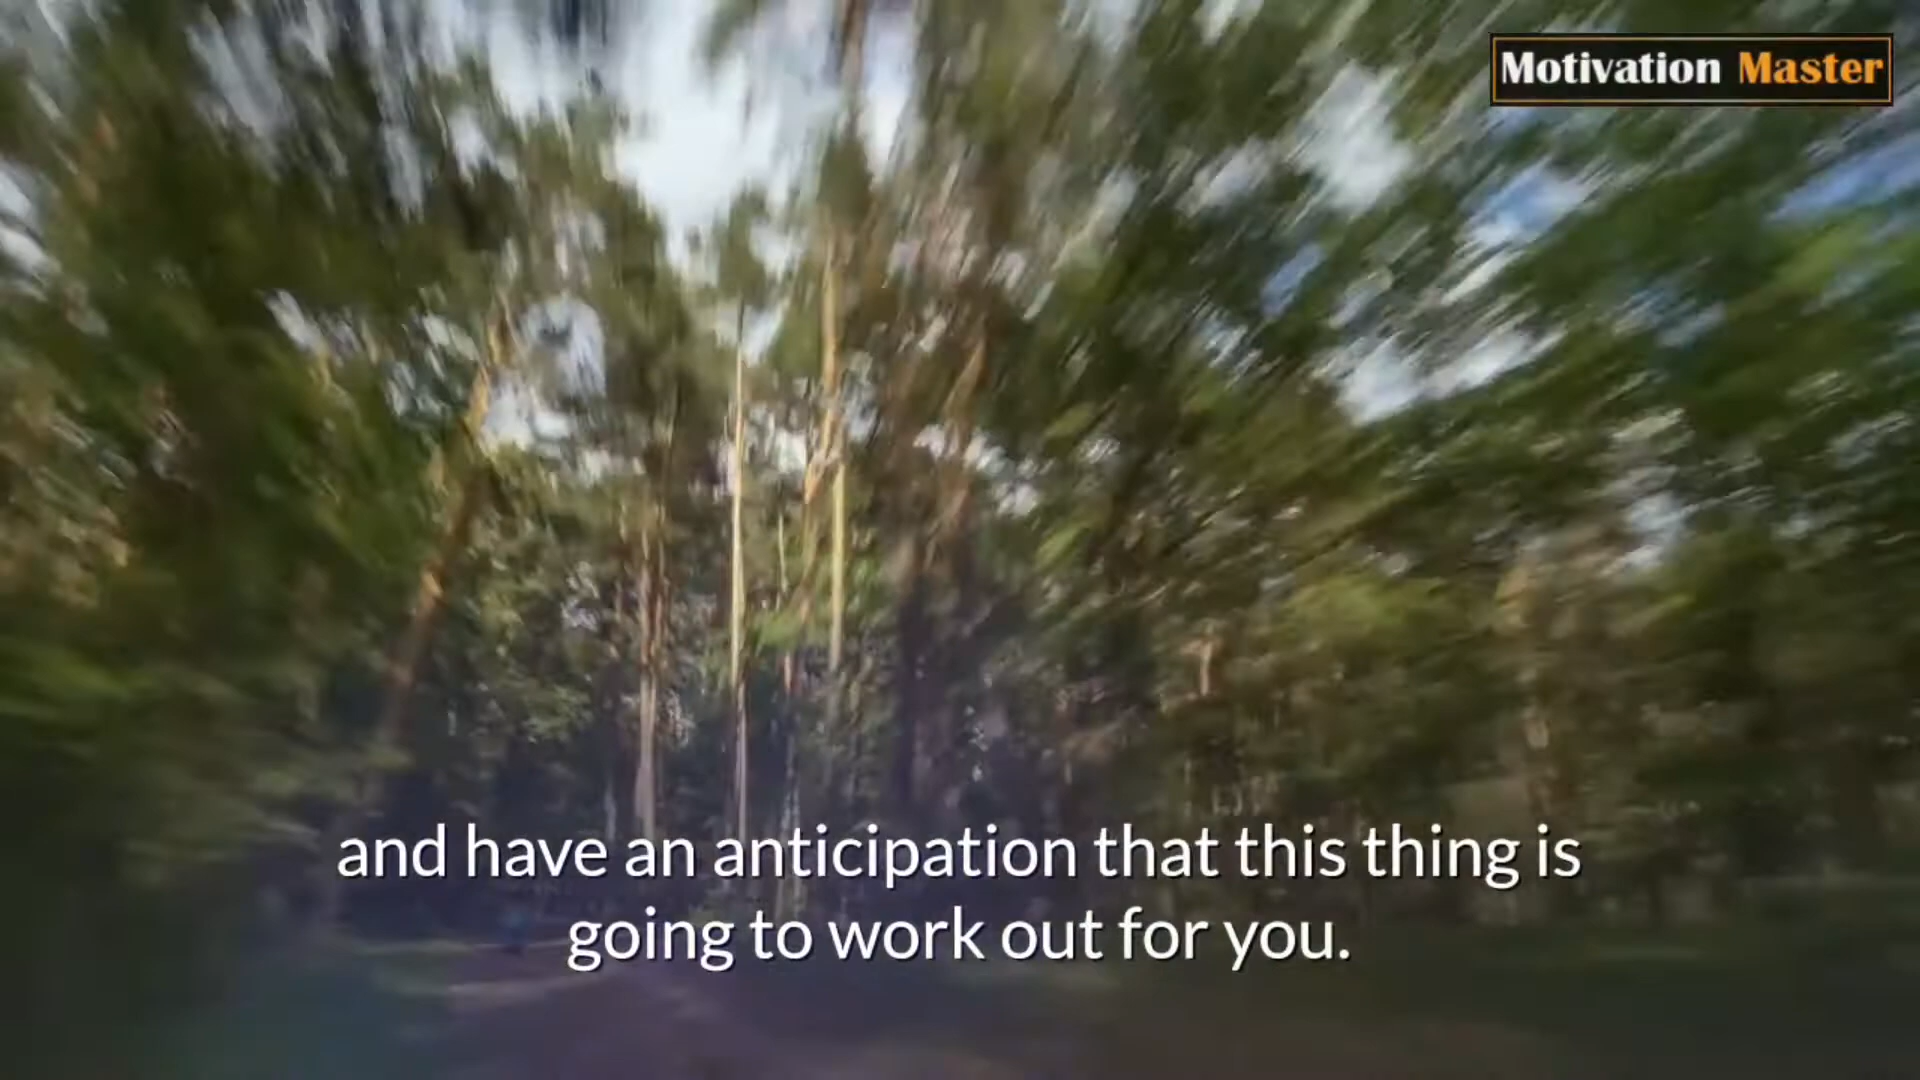 Motivation Master
and have an anticipation that this thing is
going to work out for you.